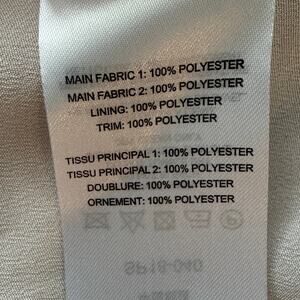 MAIN FABRIC 1: 100% POLYESTER
MAIN FABRIC 2: 100% POLYESTER
LINING: 100% POLYESTER
TRIM: 100% POLYESTER
TISSU PRINCIPAL 1: 100% POLYESTER
TISSU PRINCIPAL 2: 100% POLYESTER
DOUBLURE: 100% POLYESTER
ORNEMENT: 100% POLYESTER